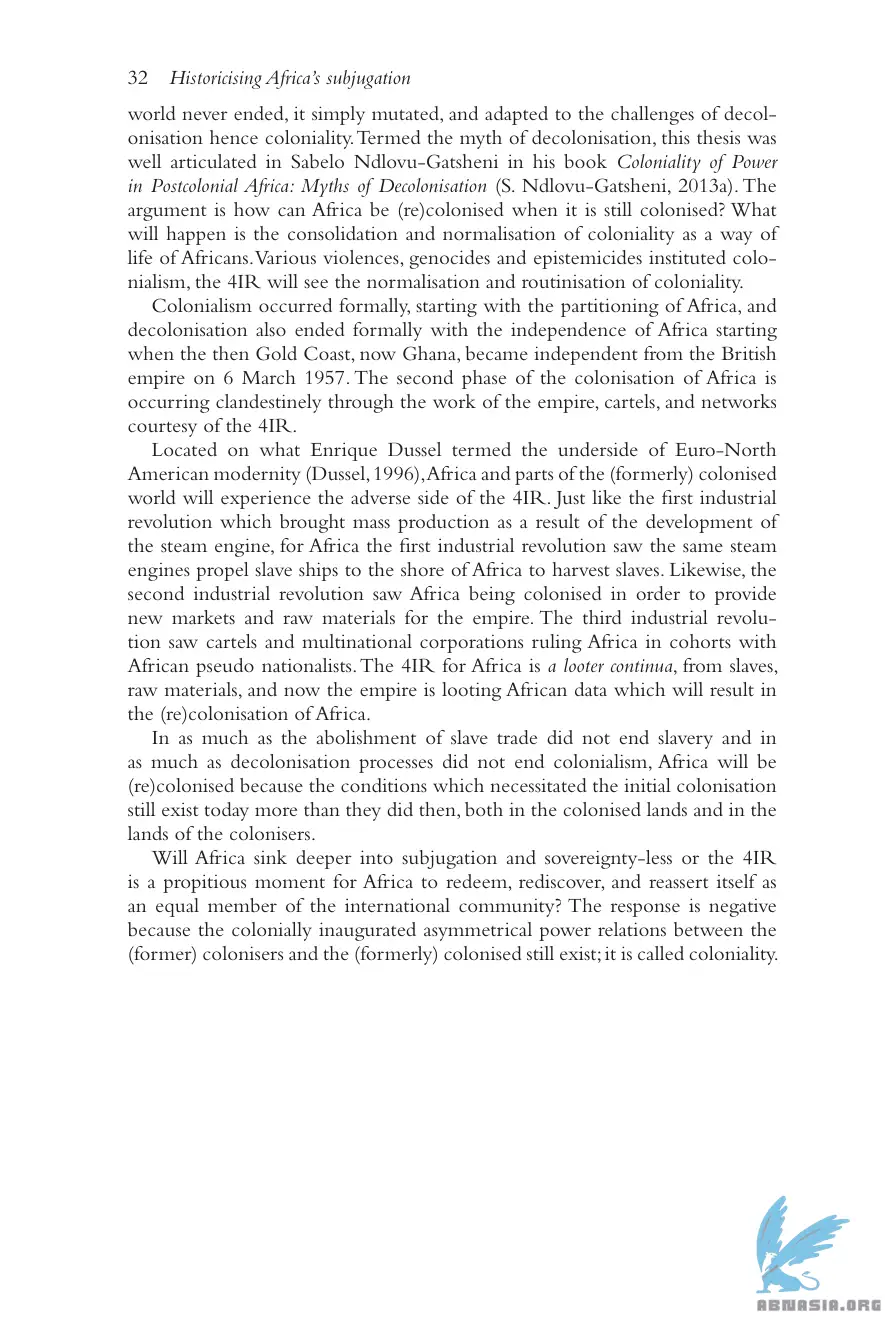 32 Historicising Africa's subjugation
world never ended, it simply mutated, and adapted to the challenges of decol-
onisation hence coloniality. Termed the myth of decolonisation, this thesis was
well articulated in Sabelo Ndlovu-Gatsheni in his book Coloniality of Power
in Postcolonial Africa: Myths of Decolonisation (S. Ndlovu-Gatsheni, 2013a). The
argument is how can Africa be (re)colonised when it is still colonised? What
will happen is the consolidation and normalisation of coloniality as a way of
life of Africans. Various violences, genocides and epistemicides instituted colo-
nialism, the 4IR will see the normalisation and routinisation of coloniality.
Colonialism occurred formally, starting with the partitioning of Africa, and
decolonisation also ended formally with the independence of Africa starting
when the then Gold Coast, now Ghana, became independent from the British
empire on 6 March 1957. The second phase of the colonisation of Africa is
occurring clandestinely through the work of the empire, cartels, and networks
courtesy of the 4IR.
Located on what Enrique Dussel termed the underside of Euro-North
American modernity (Dussel, 1996), Africa and parts of the (formerly) colonised
world will experience the adverse side of the 4IR. Just like the first industrial
revolution which brought mass production as a result of the development of
the steam engine, for Africa the first industrial revolution saw the same steam
engines propel slave ships to the shore of Africa to harvest slaves. Likewise, the
second industrial revolution saw Africa being colonised in order to provide
new markets and raw materials for the empire. The third industrial revolu-
tion saw cartels and multinational corporations ruling Africa in cohorts with
African pseudo nationalists. The 4IR for Africa is a looter continua, from slaves,
raw materials, and now the empire is looting African data which will result in
the (re)colonisation of Africa.
In as much as the abolishment of slave trade did not end slavery and in
as much as decolonisation processes did not end colonialism, Africa will be
(re)colonised because the conditions which necessitated the initial colonisation
still exist today more than they did then, both in the colonised lands and in the
lands of the colonisers.
Will Africa sink deeper into subjugation and sovereignty-less or the 4IR
is a propitious moment for Africa to redeem, rediscover, and reassert itself as
an equal member of the international community? The response is negative
because the colonially inaugurated asymmetrical power relations between the
(former) colonisers and the (formerly) colonised still exist; it is called coloniality.
ABNASIA.ORG